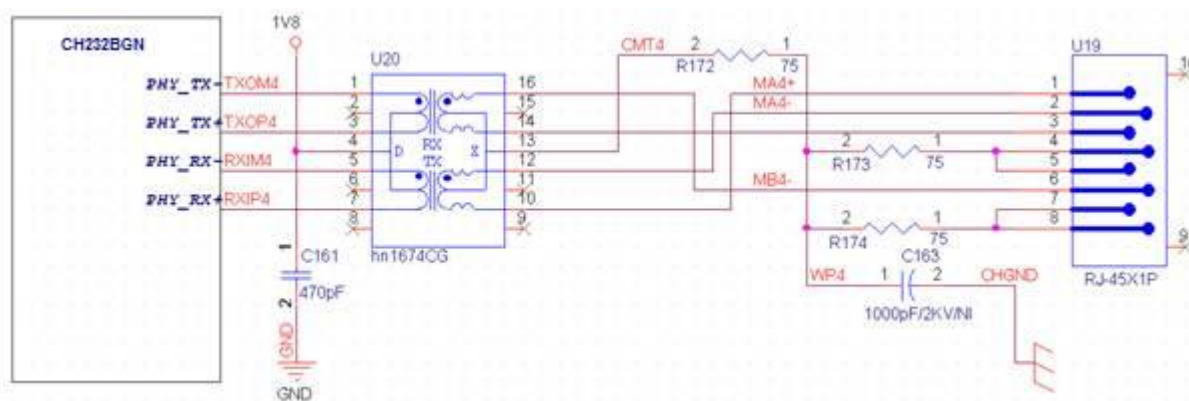 CH232BGN
1V8
U20
CMT4
2 1
R172 75
U19
PHY_TX- TXOM4
PHY_TX+ TXOP4
PHY_RX- RXIM4
PHY_RX+ RXIP4
1
2
3
4
5
6
7
8
RX
TX
D
X
16
15
14
13
12
11
10
9
hn1674CG
MA4+
MA4-
MB4-
2 1
R173 75
2 1
R174 75
C163
WP4 1 2 CHGND
1000pF/2KV/NI
1
2
3
4
5
6
7
8
10
9
RJ-45X1P
1
C161
470pF
2
GND
GND